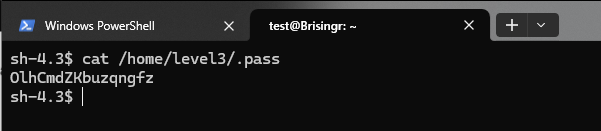 Windows PowerShell
test@Brisingr: ~
sh-4.3$ cat /home/level3/.pass
OlhCmdZKbuzqngfz
sh-4.3$